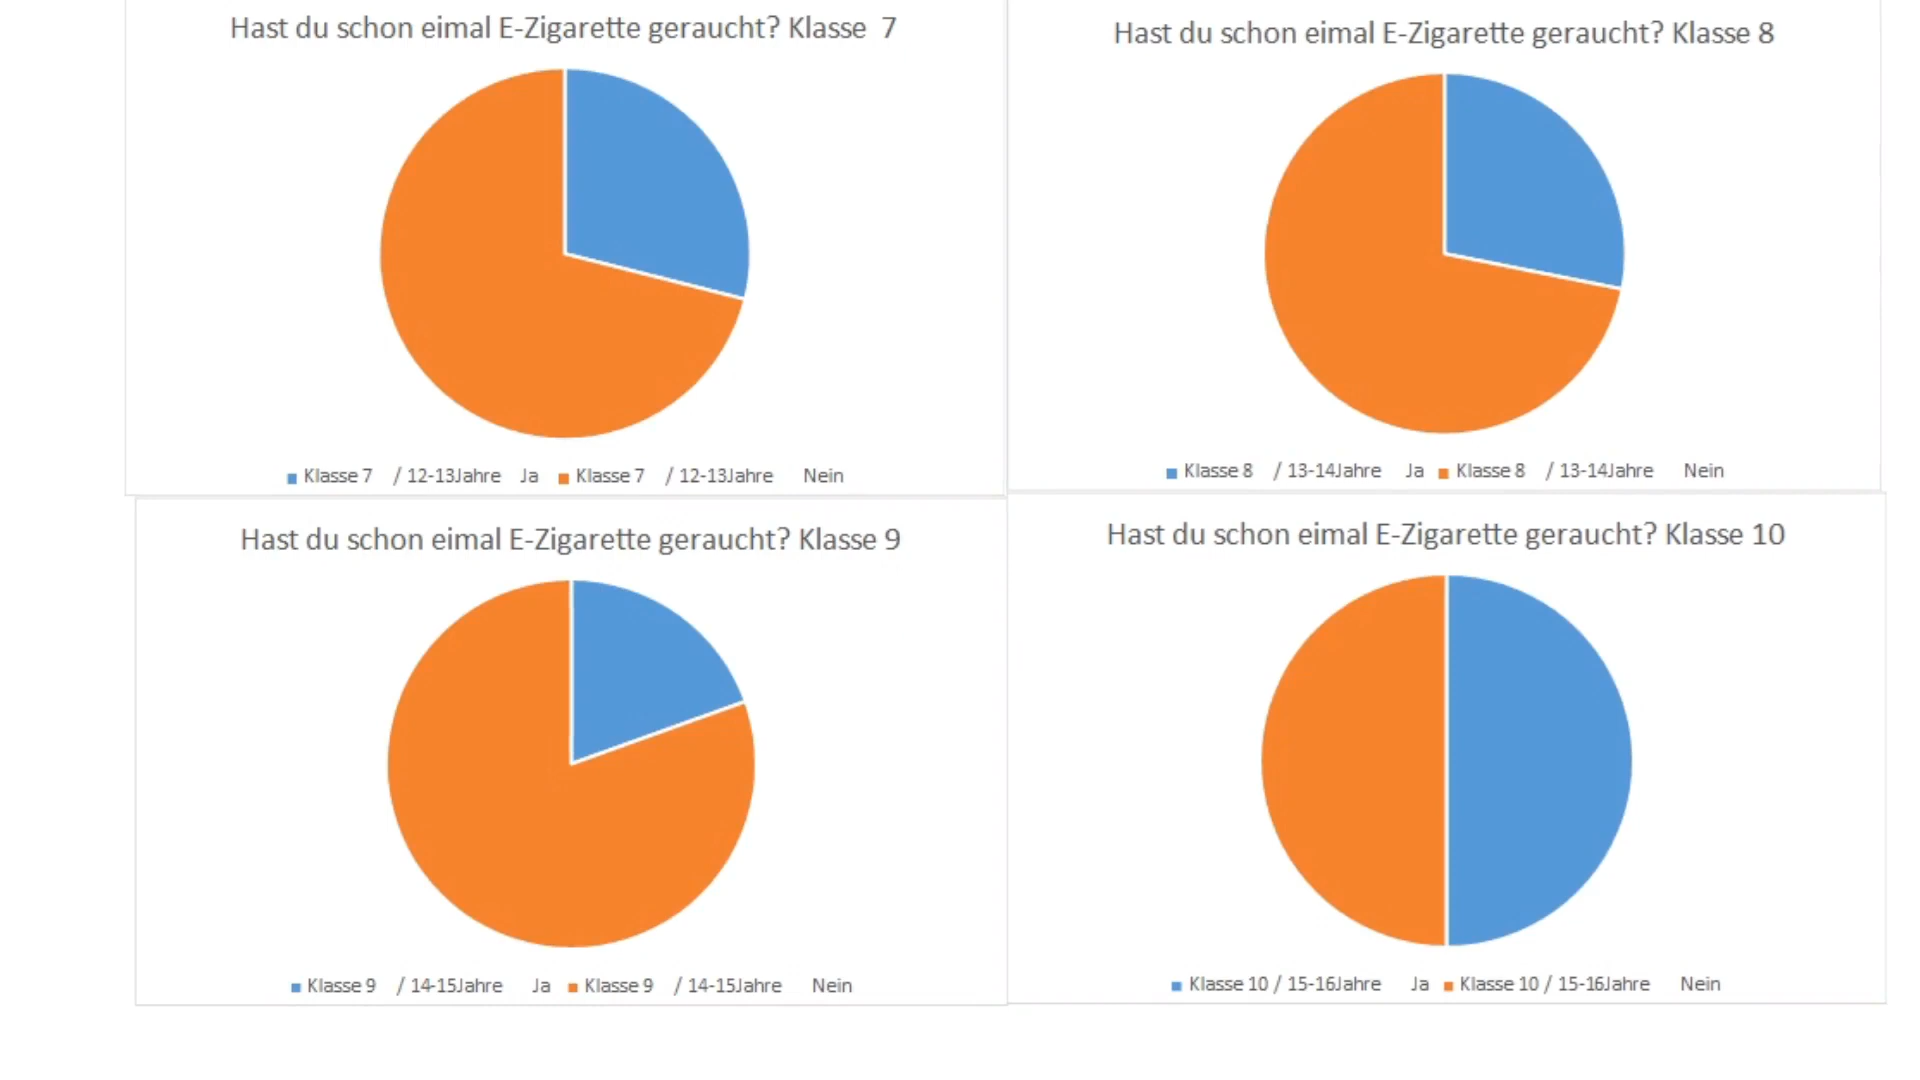 Hast du schon eimal E-Zigarette geraucht? Klasse 7
Klasse 7 / 12-13Jahre Ja Klasse 7 / 12-13Jahre Nein
Hast du schon eimal E-Zigarette geraucht? Klasse 8
Klasse 8 / 13-14Jahre Ja Klasse 8 / 13-14Jahre Nein
Hast du schon eimal E-Zigarette geraucht? Klasse 9
Klasse 9 / 14-15Jahre Ja Klasse 9 / 14-15Jahre Nein
Hast du schon eimal E-Zigarette geraucht? Klasse 10
Klasse 10 / 15-16Jahre Ja Klasse 10 / 15-16Jahre Nein